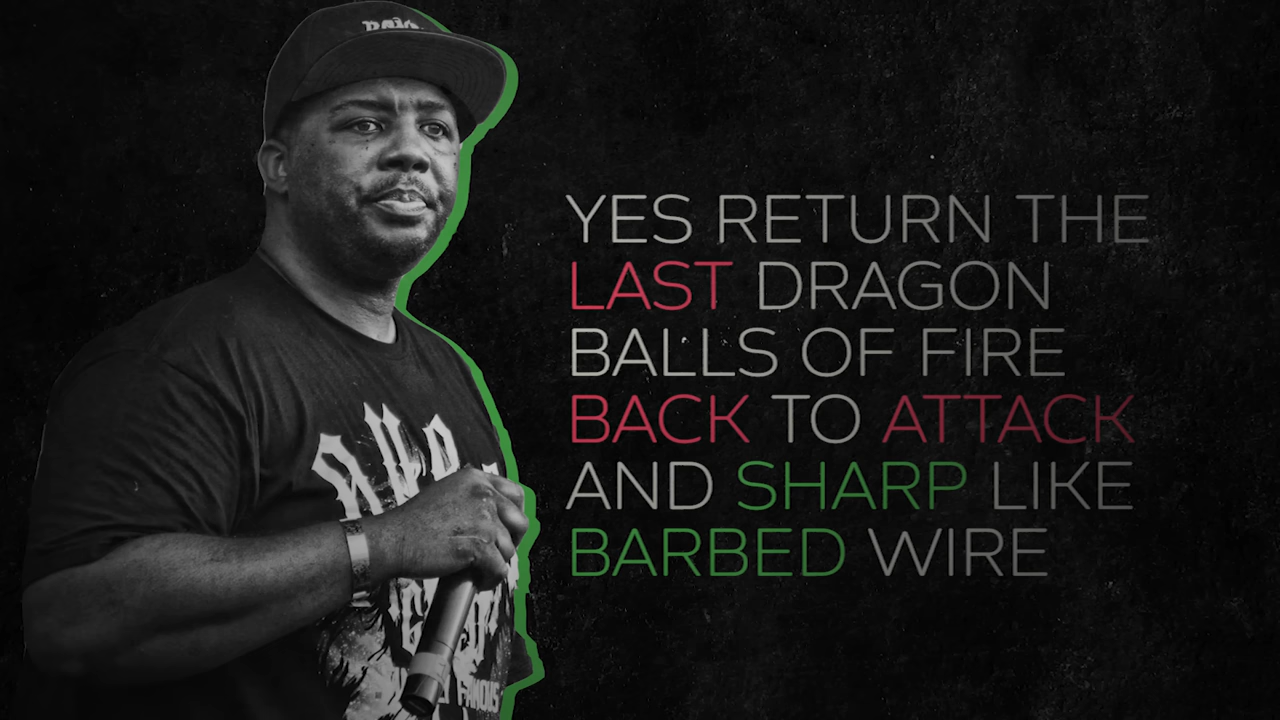 YES RETURN THE
LAST DRAGON
BALLS OF FIRE
BACK TO ATTACK
AND SHARP LIKE
BARBED WIRE